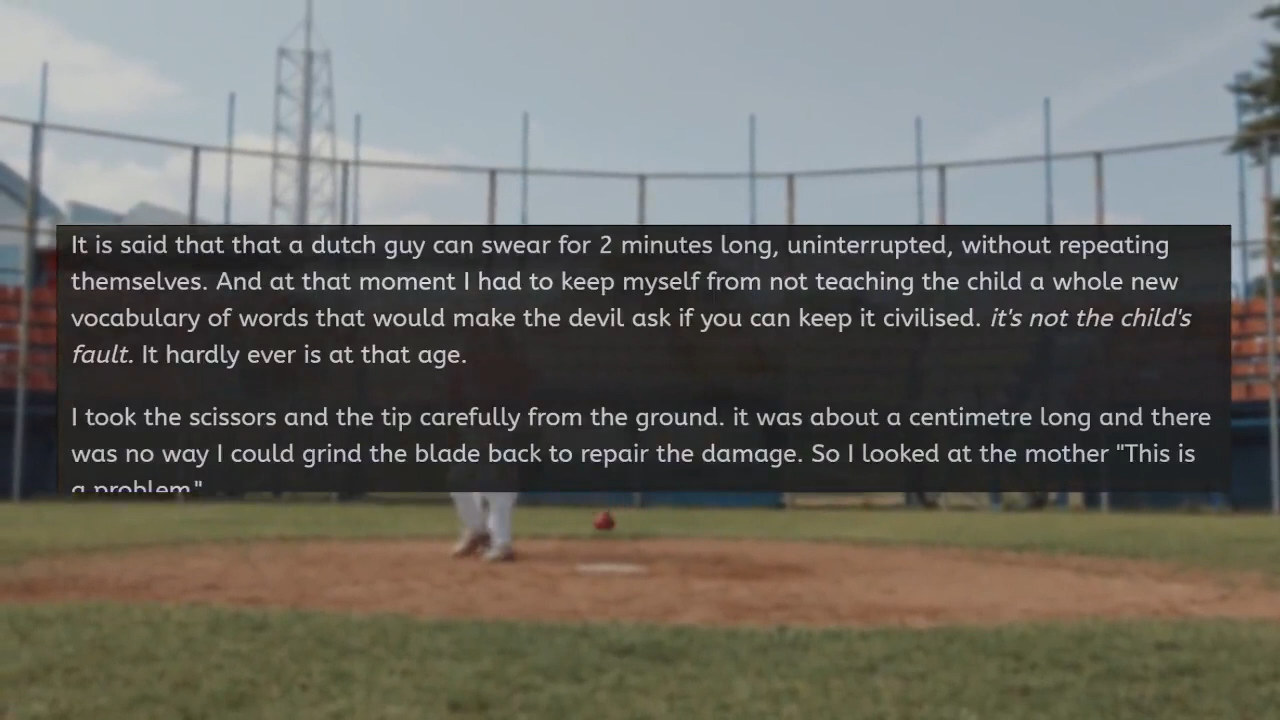 It is said that that a dutch guy can swear for 2 minutes long, uninterrupted, without repeating
themselves. And at that moment I had to keep myself from not teaching the child a whole new
vocabulary of words that would make the devil ask if you can keep it civilised. it's not the child's
fault. It hardly ever is at that age.
I took the scissors and the tip carefully from the ground. it was about a centimetre long and there
was no way I could grind the blade back to repair the damage. So I looked at the mother "This is
a problem"